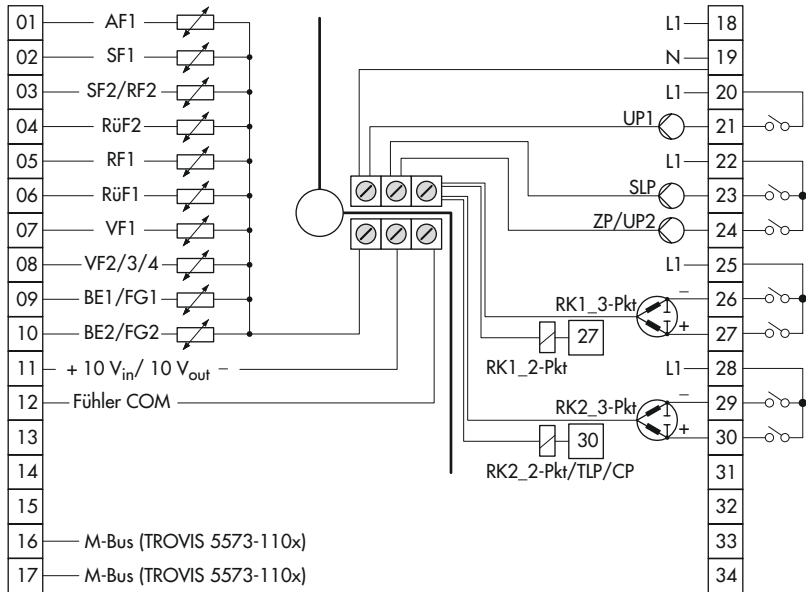 01 AF1
02 SF1
03 SF2/RF2
04 RüF2
05 RF1
06 RüF1
07 VF1
08 VF2/3/4
09 BE1/FG1
10 BE2/FG2
11 + 10 Vin/ 10 Vout −
12 Fühler COM
13
14
15
16 M-Bus (TROVIS 5573-110x)
17 M-Bus (TROVIS 5573-110x)
L1 18
N 19
L1 20
UP1 21
L1 22
SLP 23
ZP/UP2 24
L1 25
RK1_3-Pkt − 26
+ 27
27
RK1_2-Pkt
L1 28
RK2_3-Pkt − 29
+ 30
30
RK2_2-Pkt/TLP/CP
31
32
33
34